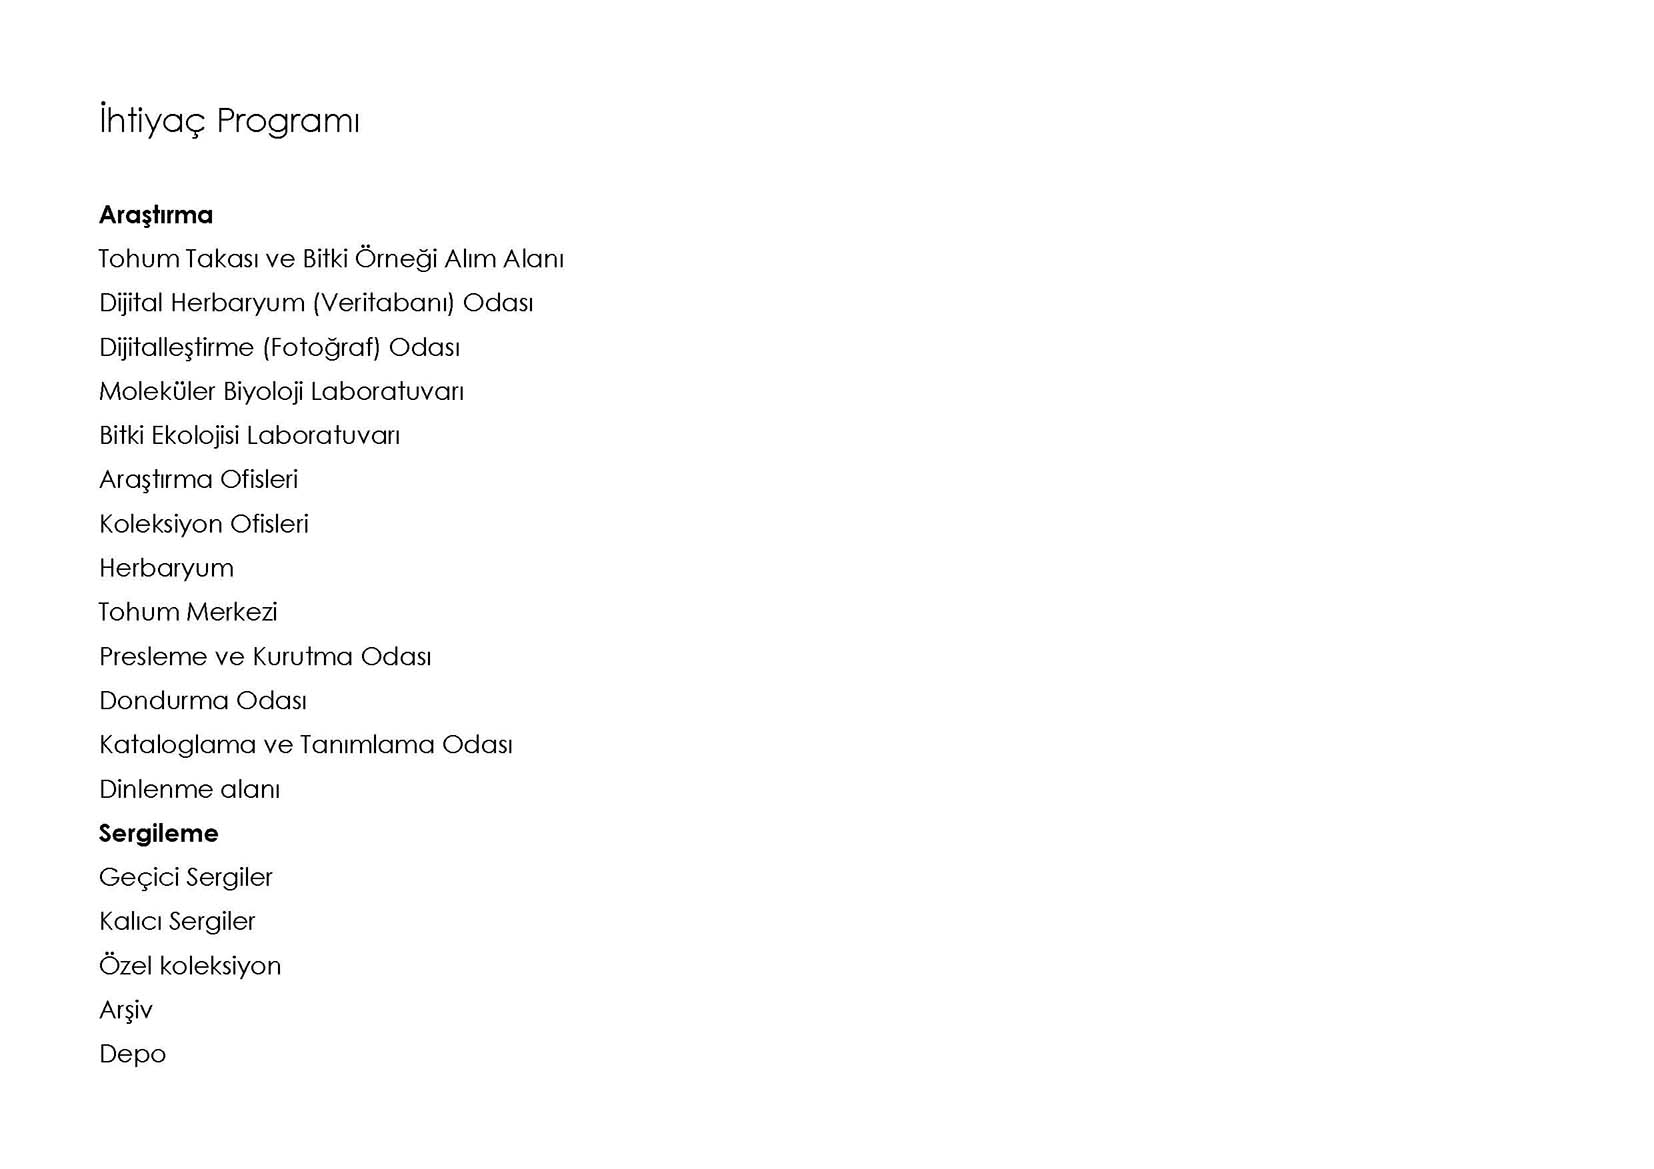 İhtiyaç Programı
Araştırma
Tohum Takası ve Bitki Örneği Alım Alanı
Dijital Herbaryum (Veritabanı) Odası
Dijitalleştirme (Fotoğraf) Odası
Moleküler Biyoloji Laboratuvarı
Bitki Ekolojisi Laboratuvarı
Araştırma Ofisleri
Koleksiyon Ofisleri
Herbaryum
Tohum Merkezi
Presleme ve Kurutma Odası
Dondurma Odası
Kataloglama ve Tanımlama Odası
Dinlenme alanı
Sergileme
Geçici Sergiler
Kalıcı Sergiler
Özel koleksiyon
Arşiv
Depo